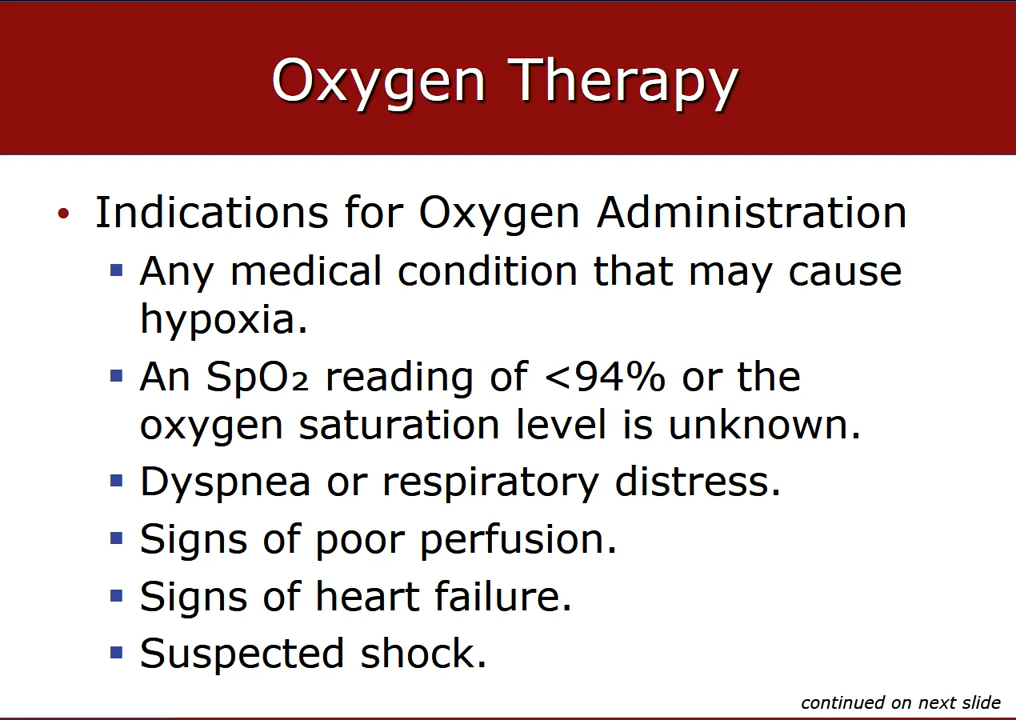 Oxygen Therapy
• Indications for Oxygen Administration
▪ Any medical condition that may cause
hypoxia.
▪ An SpO₂ reading of <94% or the
oxygen saturation level is unknown.
▪ Dyspnea or respiratory distress.
▪ Signs of poor perfusion.
▪ Signs of heart failure.
▪ Suspected shock.
continued on next slide